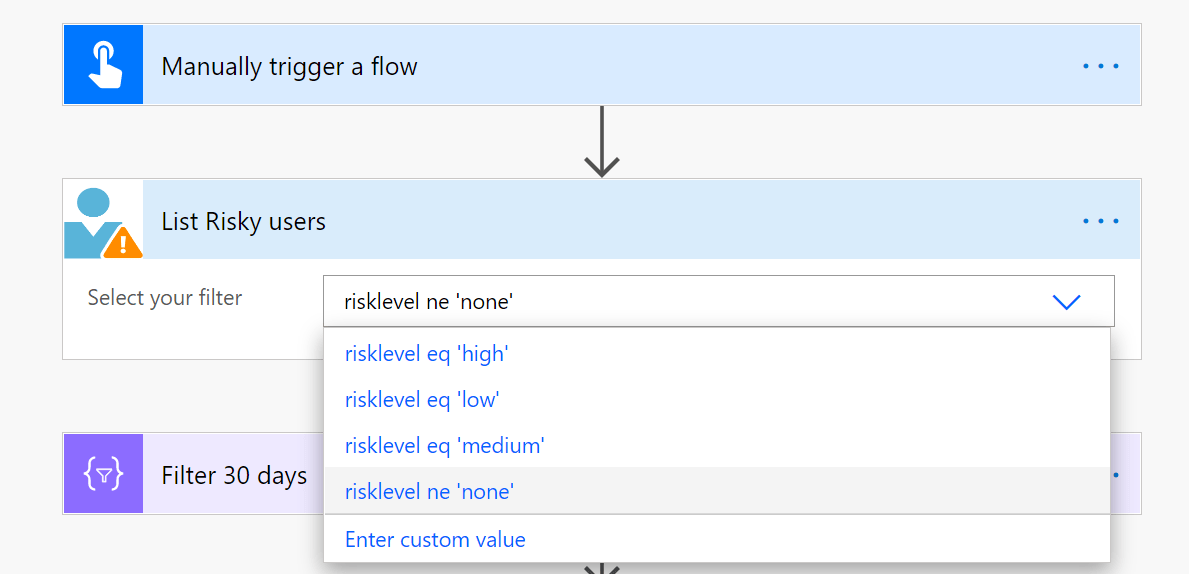 Manually trigger a flow
List Risky users
Select your filter
risklevel ne 'none'
risklevel eq 'high'
risklevel eq 'low'
risklevel eq 'medium'
risklevel ne 'none'
Filter 30 days
Enter custom value